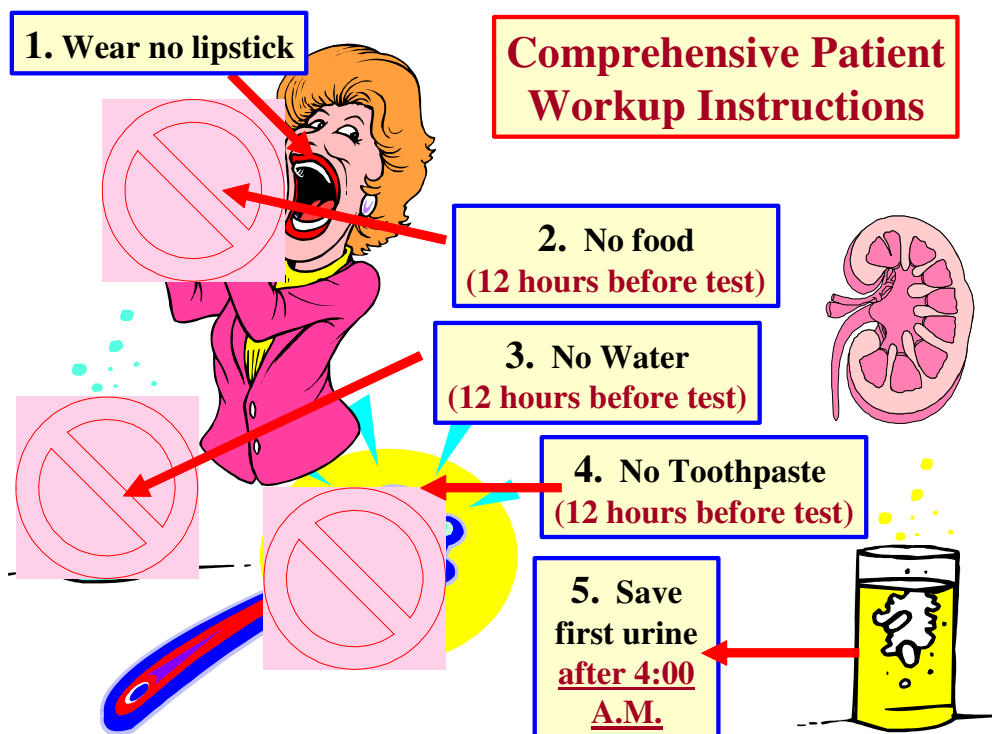 1. Wear no lipstick
Comprehensive Patient
Workup Instructions
2. No food
(12 hours before test)
3. No Water
(12 hours before test)
4. No Toothpaste
(12 hours before test)
5. Save
first urine
after 4:00
A.M.